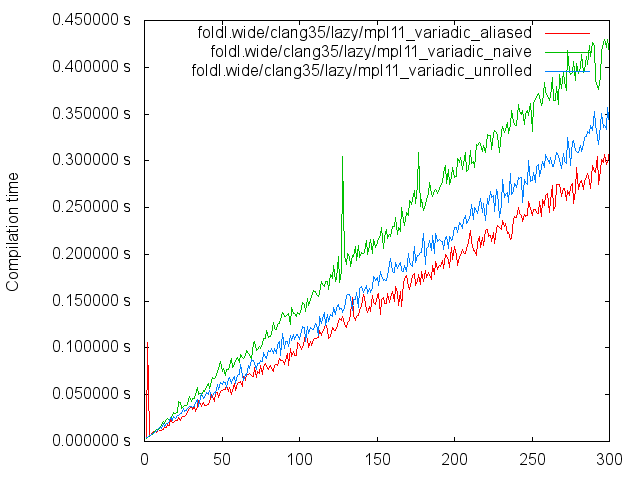 0.450000 s
0.400000 s
0.350000 s
0.300000 s
0.250000 s
0.200000 s
0.150000 s
0.100000 s
0.050000 s
0.000000 s
Compilation time
foldl.wide/clang35/lazy/mpl11_variadic_aliased
foldl.wide/clang35/lazy/mpl11_variadic_naive
foldl.wide/clang35/lazy/mpl11_variadic_unrolled
0 50 100 150 200 250 300